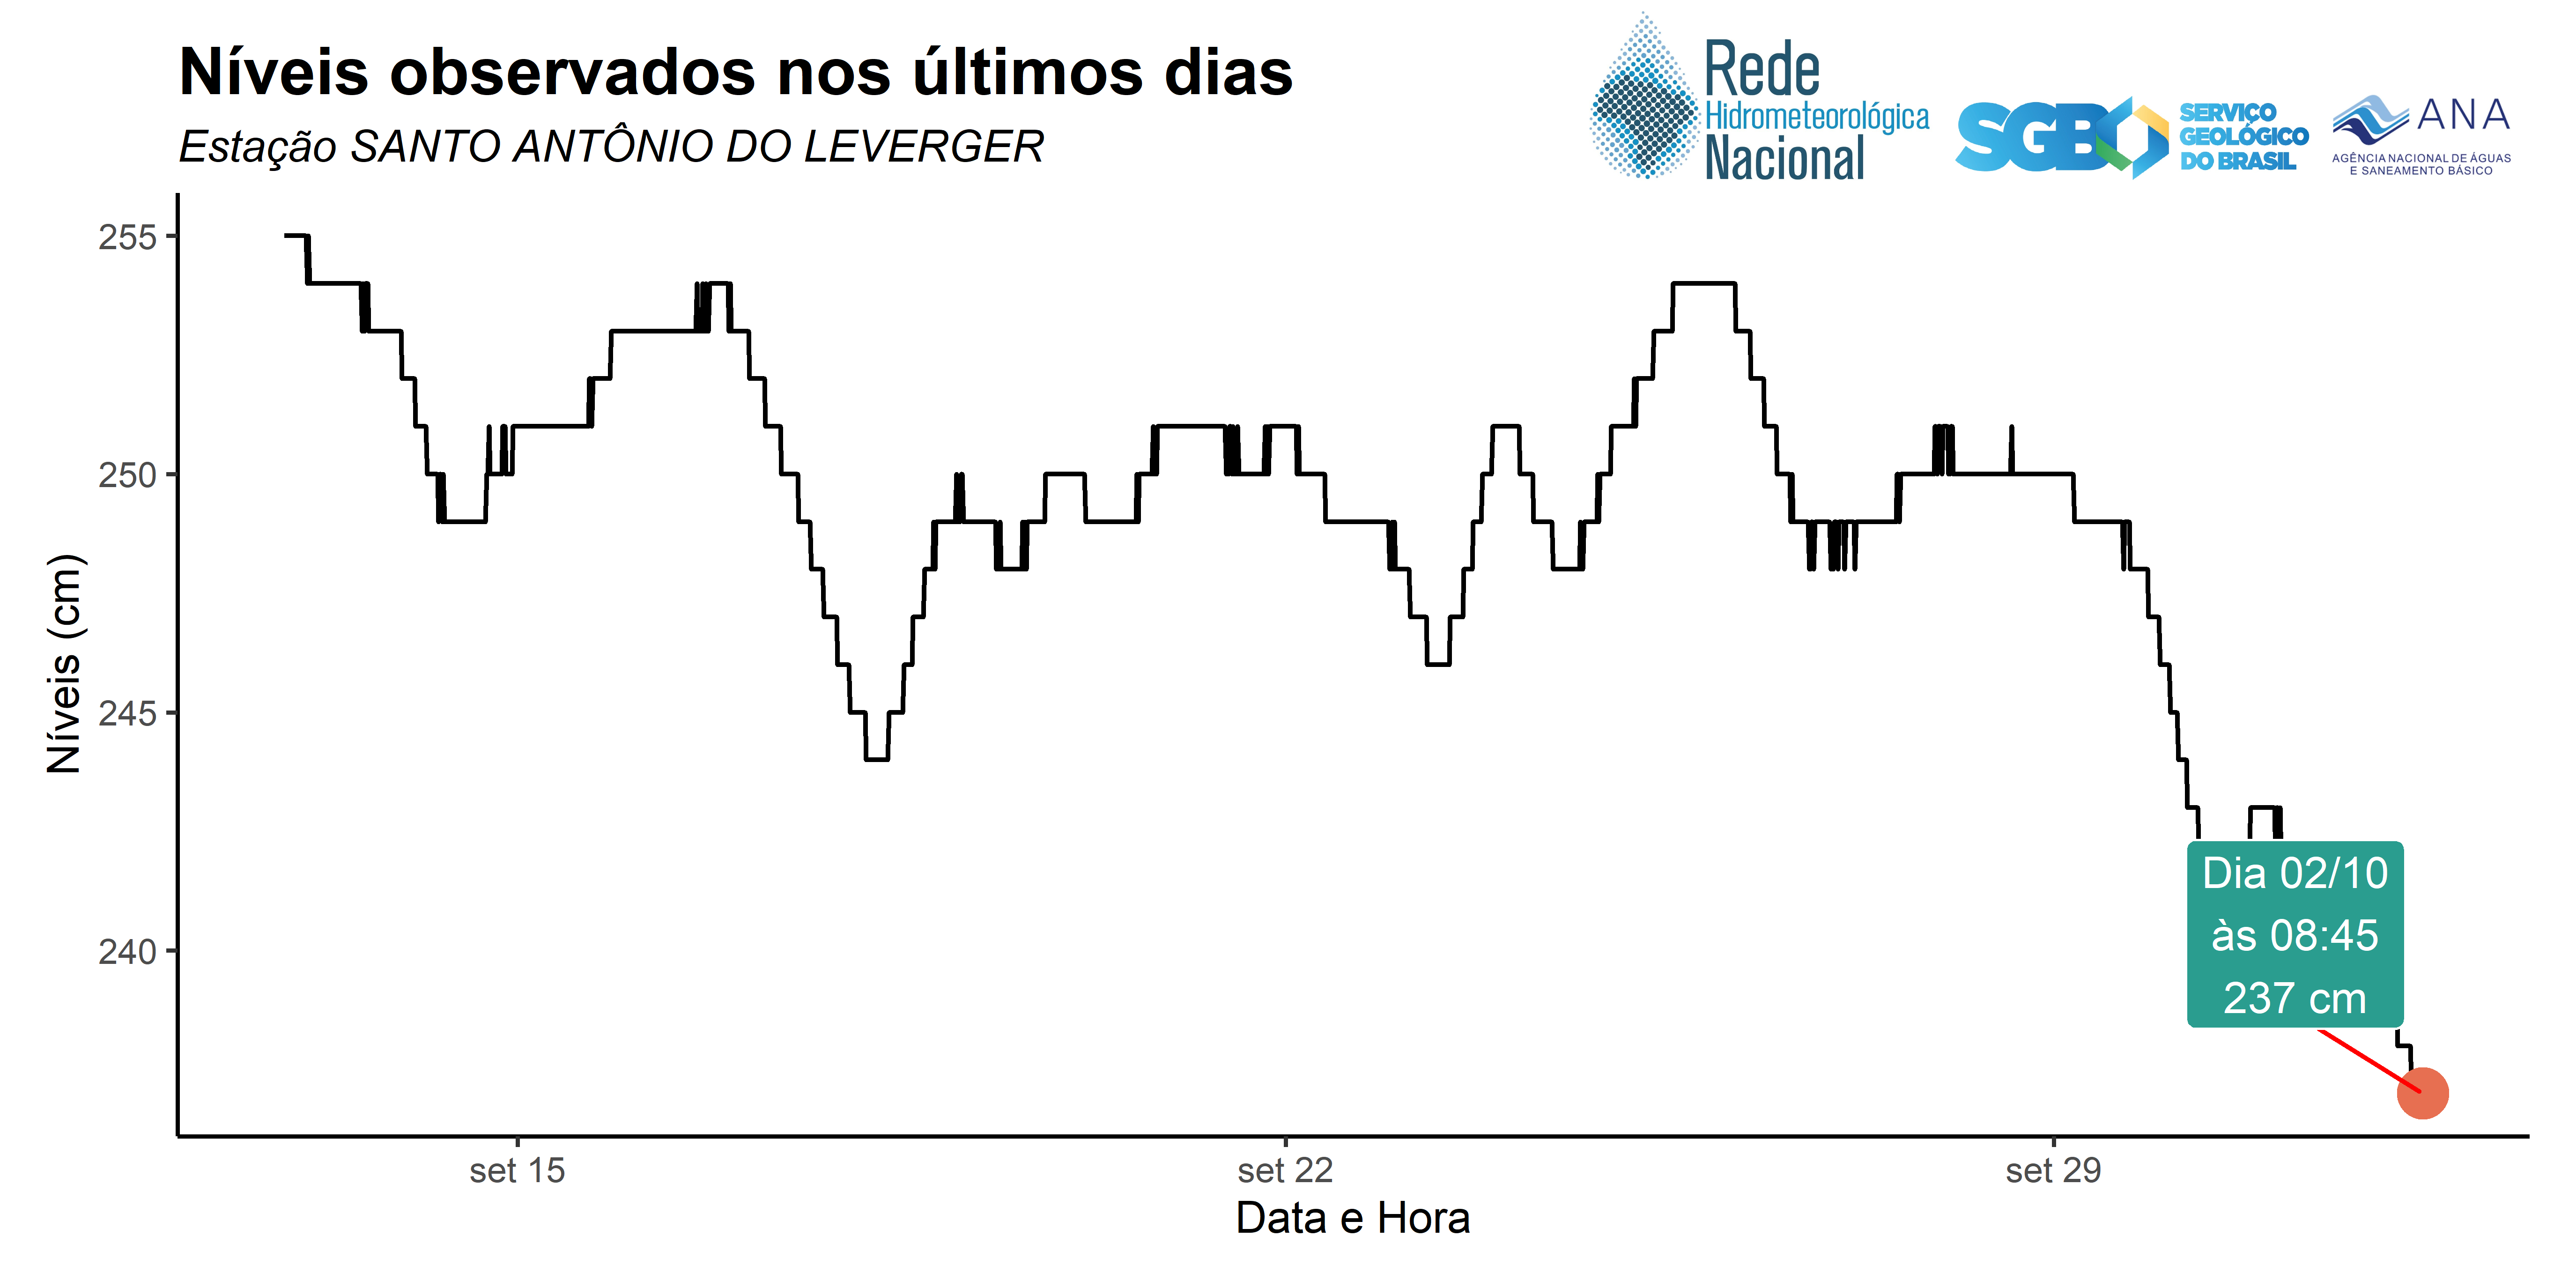 Níveis observados nos últimos dias
Estação SANTO ANTÔNIO DO LEVERGER
Rede
Hidrometeorológica
Nacional
SGB
SERVIÇO
GEOLÓGICO
DO BRASIL
ANA
AGÊNCIA NACIONAL DE ÁGUAS
E SANEAMENTO BÁSICO
Níveis (cm)
255
250
245
240
Dia 02/10
às 08:45
237 cm
set 15
set 22
set 29
Data e Hora